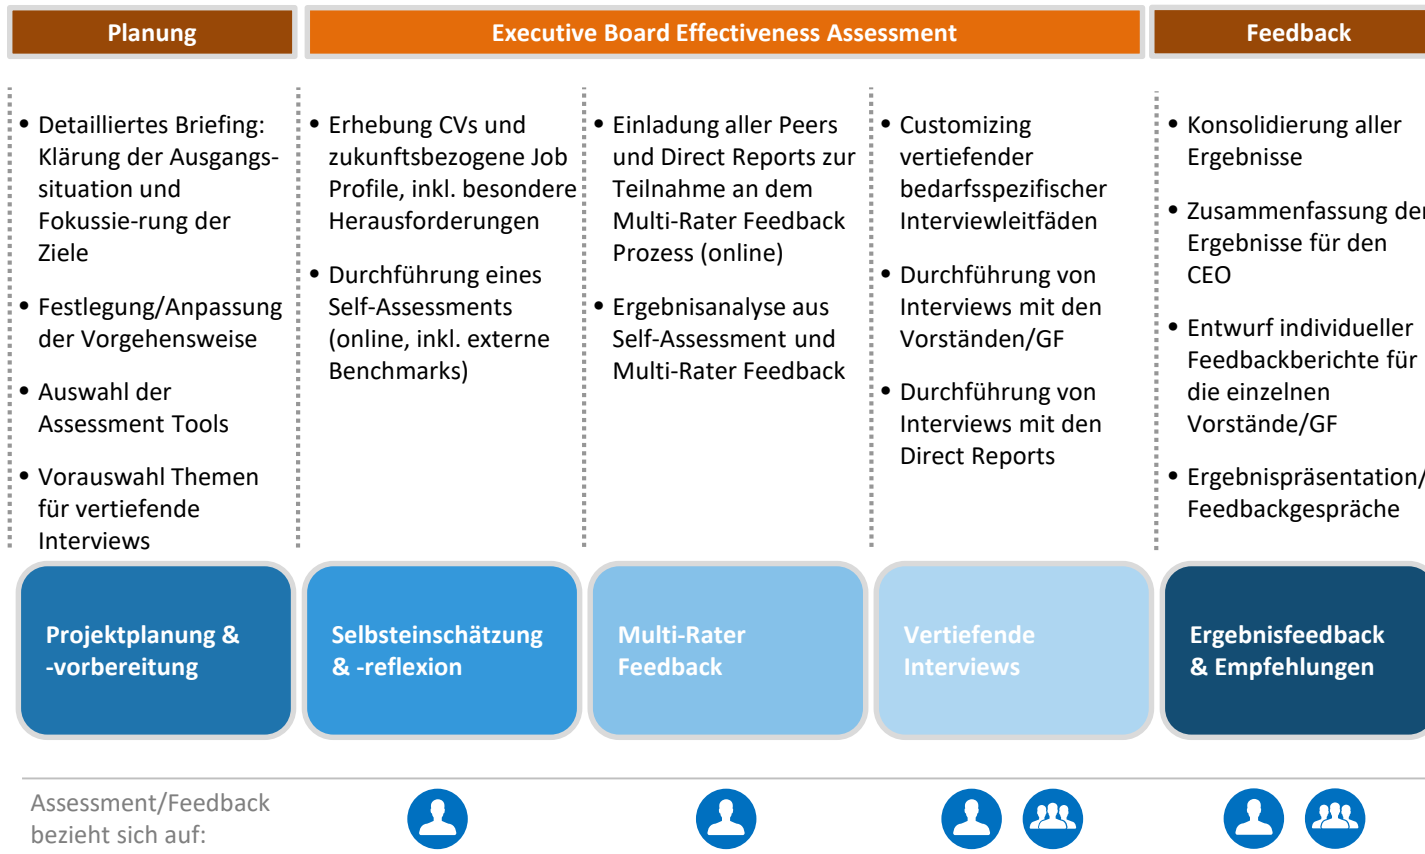 Planung
Executive Board Effectiveness Assessment
Feedback
• Detailliertes Briefing:
Klärung der Ausgangs-
situation und
Fokussie-rung der
Ziele
• Festlegung/Anpassung
der Vorgehensweise
• Auswahl der
Assessment Tools
• Vorauswahl Themen
für vertiefende
Interviews
• Erhebung CVs und
zukunftsbezogene Job
Profile, inkl. besondere
Herausforderungen
• Durchführung eines
Self-Assessments
(online, inkl. externe
Benchmarks)
• Einladung aller Peers
und Direct Reports zur
Teilnahme an dem
Multi-Rater Feedback
Prozess (online)
• Ergebnisanalyse aus
Self-Assessment und
Multi-Rater Feedback
• Customizing
vertiefender
bedarfsspezifischer
Interviewleitfäden
• Durchführung von
Interviews mit den
Vorständen/GF
• Durchführung von
Interviews mit den
Direct Reports
• Konsolidierung aller
Ergebnisse
• Zusammenfassung der
Ergebnisse für den
CEO
• Entwurf individueller
Feedbackberichte für
die einzelnen
Vorstände/GF
• Ergebnispräsentation/
Feedbackgespräche
Projektplanung &
-vorbereitung
Selbsteinschätzung
& -reflexion
Multi-Rater
Feedback
Vertiefende
Interviews
Ergebnisfeedback
& Empfehlungen
Assessment/Feedback
bezieht sich auf: